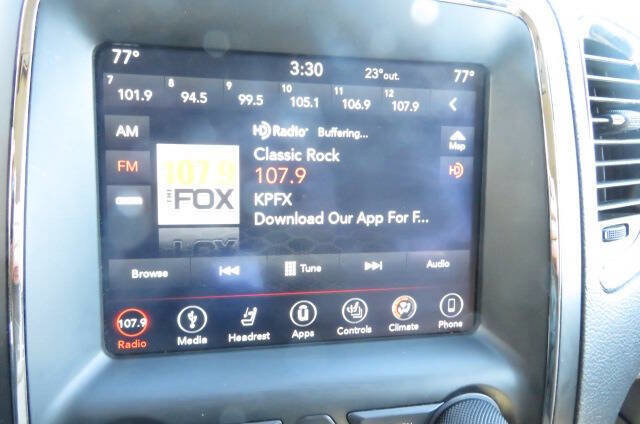 77° 3:30 23°out. 77°
7 101.9 8 94.5 9 99.5 10 105.1 11 106.9 12 107.9
AM
FM
107.9
THE FOX
HD Radio Buffering...
Classic Rock
107.9
KPFX
Download Our App For F...
Map
HD
Browse Tune Audio
107.9
Radio Media Headrest Apps Controls Climate Phone